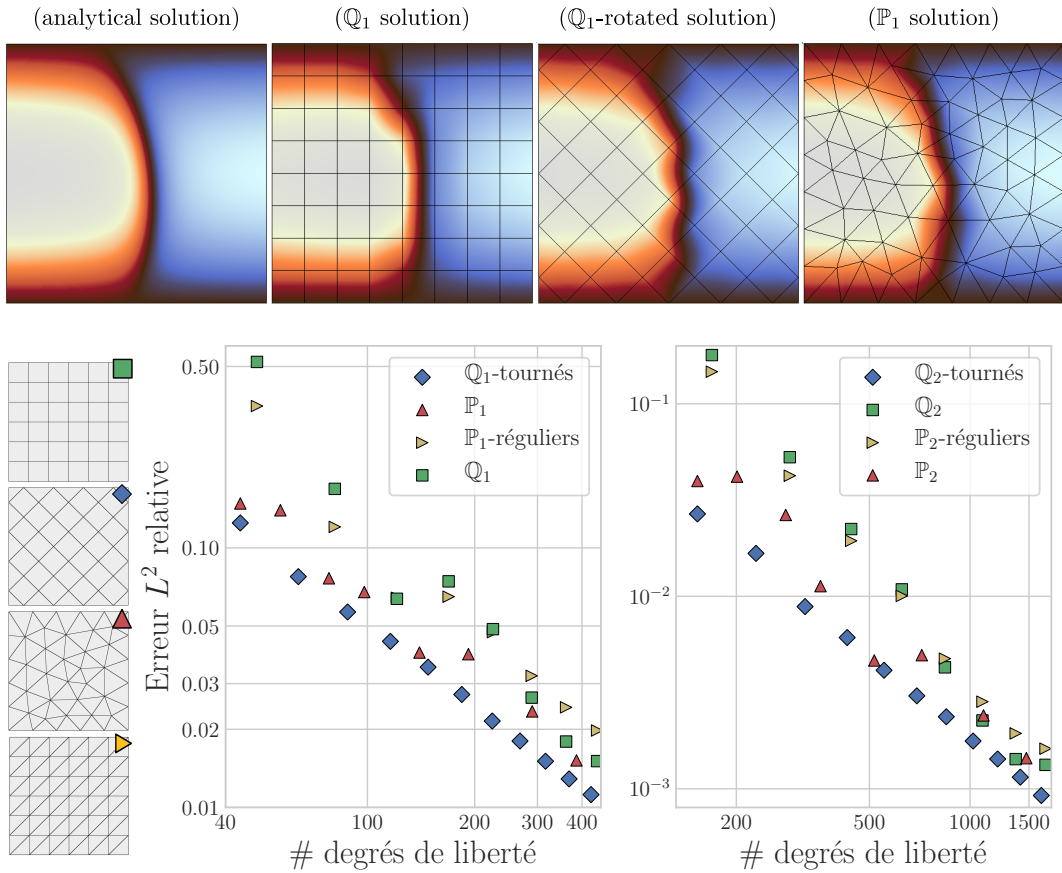 (analytical solution)
(ℚ₁ solution)
(ℚ₁-rotated solution)
(ℙ₁ solution)
Erreur L² relative
0.50
0.10
0.05
0.03
0.02
0.01
40
100
200
300
400
# degrés de liberté
ℚ₁-tournés
ℙ₁
ℙ₁-réguliers
ℚ₁
10⁻¹
10⁻²
10⁻³
200
500
1000
1500
# degrés de liberté
ℚ₂-tournés
ℚ₂
ℙ₂-réguliers
ℙ₂